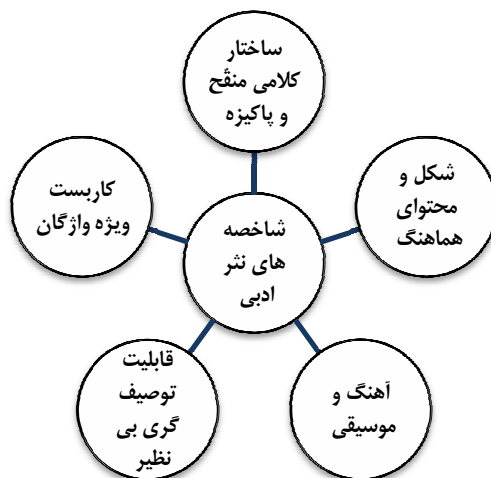 ساختار
کلامی منقّح
و پاکیزه
شکل و
محتوای
هماهنگ
کاربست
ویژه واژگان
شاخصه
های نثر
ادبی
قابلیت
توصیف
گری بی
نظیر
آهنگ و
موسیقی